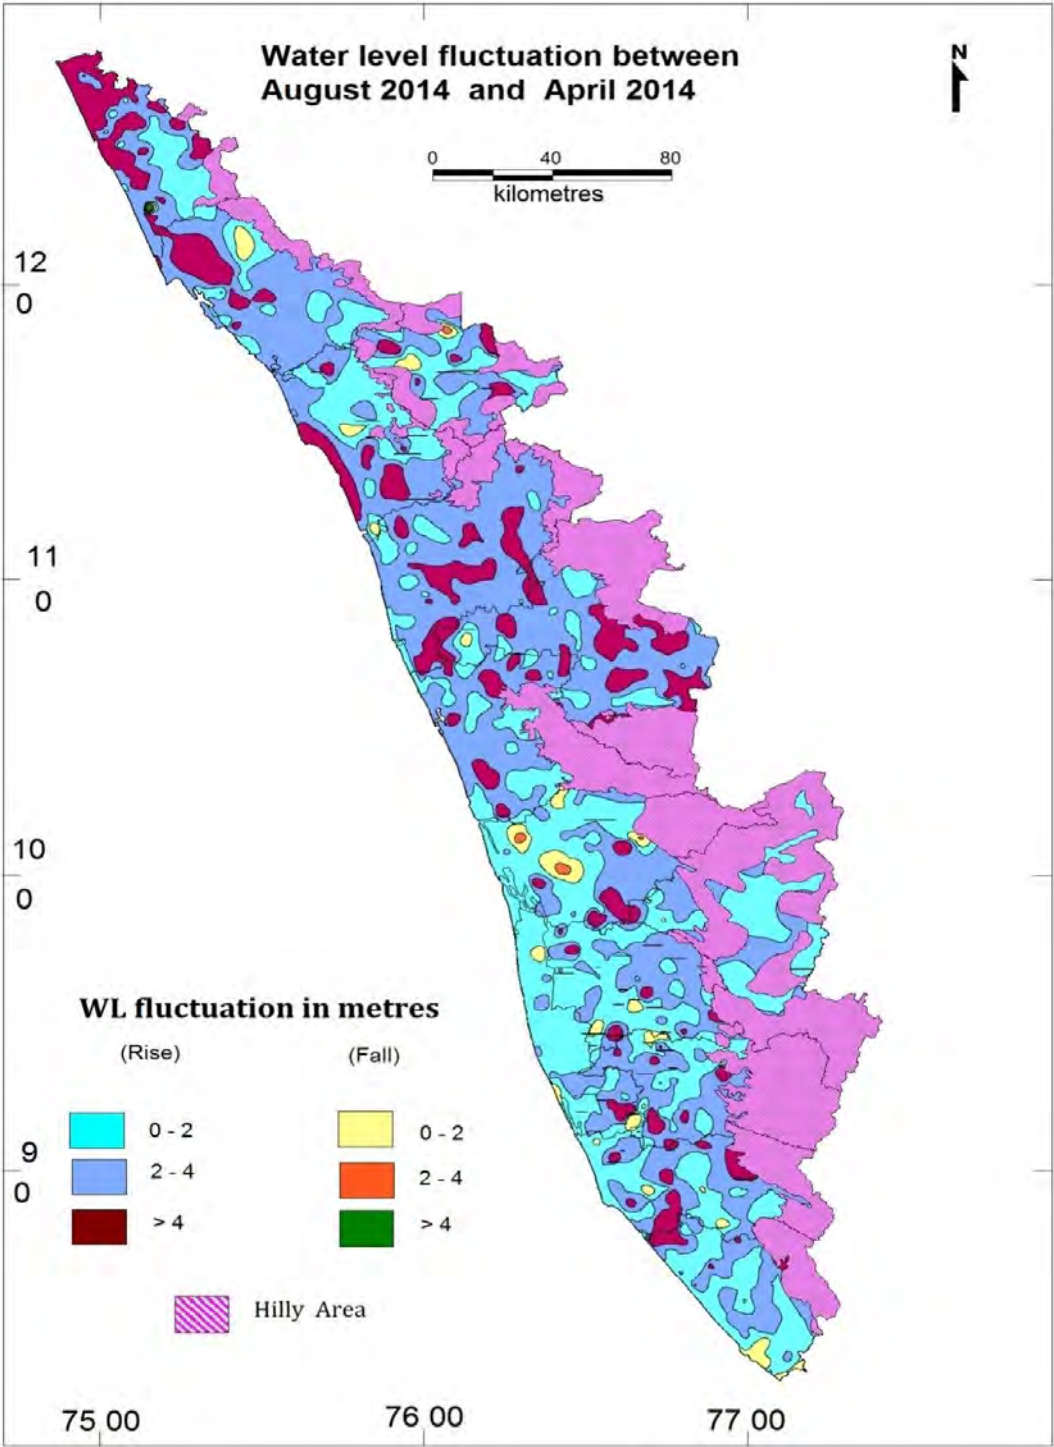 Water level fluctuation between
August 2014 and April 2014
N
0 40 80
kilometres
12
0
11
0
10
0
WL fluctuation in metres
(Rise) (Fall)
0 - 2 0 - 2
9
2 - 4 2 - 4
0
> 4 > 4
Hilly Area
75 00 76 00 77 00